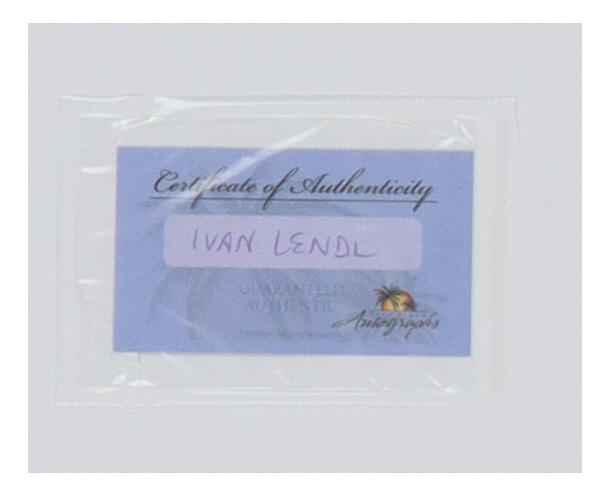 Certificate of Authenticity
IVAN LENDL
GUARANTEED
AUTHENTIC
Autographs